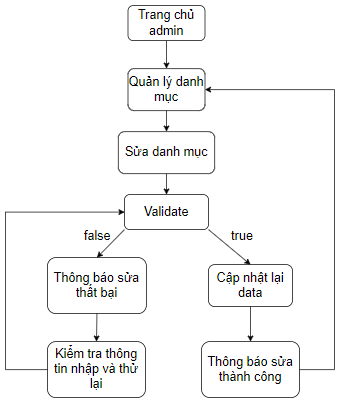 Trang chủ
admin
Quản lý danh
mục
Sửa danh mục
Validate
false
true
Thông báo sửa
thất bại
Cập nhật lại
data
Kiểm tra thông
tin nhập và thử
lại
Thông báo sửa
thành công